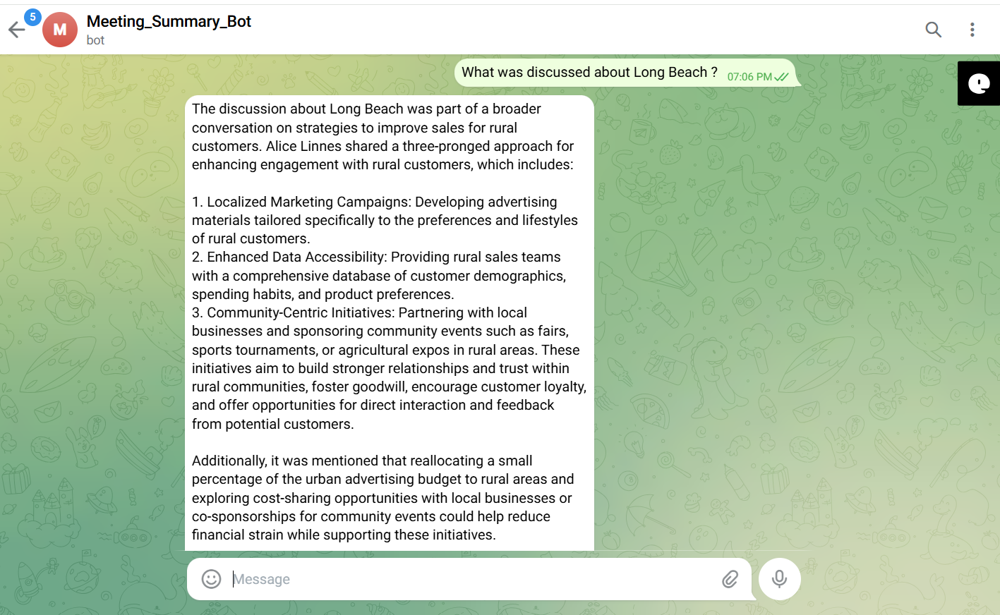 5
M
Meeting_Summary_Bot
bot
What was discussed about Long Beach ? 07:06 PM
The discussion about Long Beach was part of a broader
conversation on strategies to improve sales for rural
customers. Alice Linnes shared a three-pronged approach for
enhancing engagement with rural customers, which includes:
1. Localized Marketing Campaigns: Developing advertising
materials tailored specifically to the preferences and lifestyles
of rural customers.
2. Enhanced Data Accessibility: Providing rural sales teams
with a comprehensive database of customer demographics,
spending habits, and product preferences.
3. Community-Centric Initiatives: Partnering with local
businesses and sponsoring community events such as fairs,
sports tournaments, or agricultural expos in rural areas. These
initiatives aim to build stronger relationships and trust within
rural communities, foster goodwill, encourage customer loyalty,
and offer opportunities for direct interaction and feedback
from potential customers.
Additionally, it was mentioned that reallocating a small
percentage of the urban advertising budget to rural areas and
exploring cost-sharing opportunities with local businesses or
co-sponsorships for community events could help reduce
financial strain while supporting these initiatives.
Message